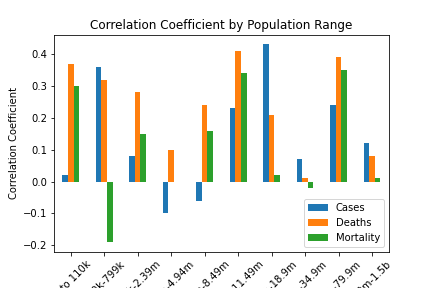 Correlation Coefficient by Population Range
Correlation Coefficient
0.4
0.3
0.2
0.1
0.0
−0.1
−0.2
Cases
Deaths
Mortality
to 110k
k-799k
-2.39m
-4.94m
-8.49m
11.49m
-18.9m
-34.9m
-79.9m
m-1.5b